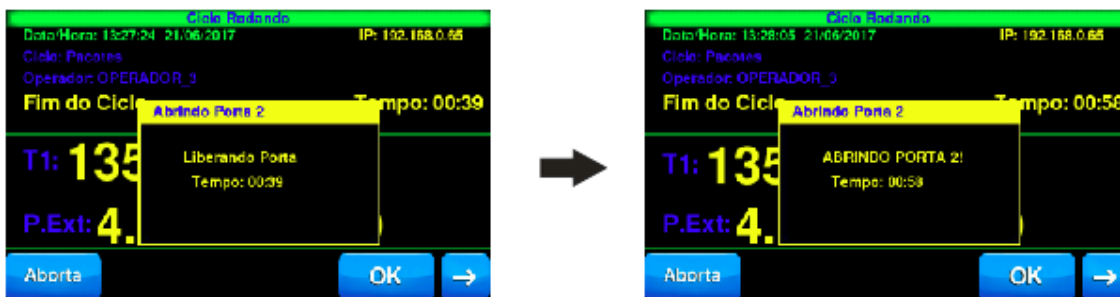 Ciclo Rodando
Data/Hora: 13:27:24 21/06/2017 IP: 192.168.0.65
Ciclo: Pacotes
Operador: OPERADOR_3
Fim do Ciclo Tempo: 00:39
Abrindo Porta 2
Liberando Porta
Tempo: 00:39
T1: 135
P.Ext: 4.
Aborta OK →
Ciclo Rodando
Data/Hora: 13:28:05 21/06/2017 IP: 192.168.0.65
Ciclo: Pacotes
Operador: OPERADOR_3
Fim do Ciclo Tempo: 00:58
Abrindo Porta 2
ABRINDO PORTA 2!
Tempo: 00:58
T1: 135
P.Ext: 4.
Aborta OK →